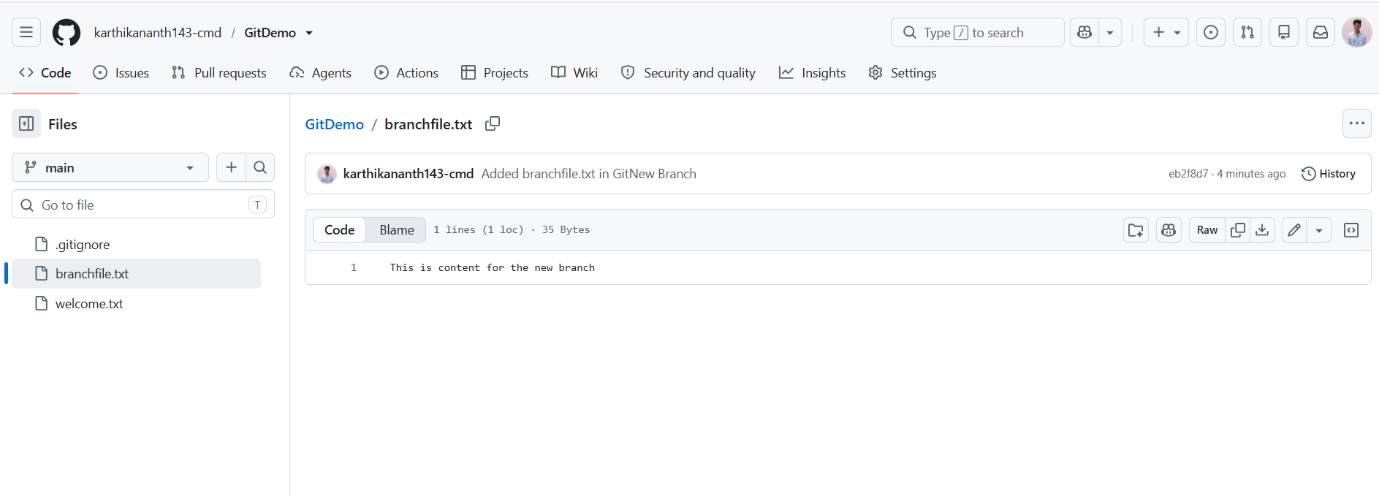 karthikananth143-cmd / GitDemo
Type / to search
Code Issues Pull requests Agents Actions Projects Wiki Security and quality Insights Settings
Files
main
Go to file T
.gitignore
branchfile.txt
welcome.txt
GitDemo / branchfile.txt
karthikananth143-cmd Added branchfile.txt in GitNew Branch eb2f8d7 · 4 minutes ago History
Code Blame 1 lines (1 loc) · 35 Bytes Raw
1 This is content for the new branch